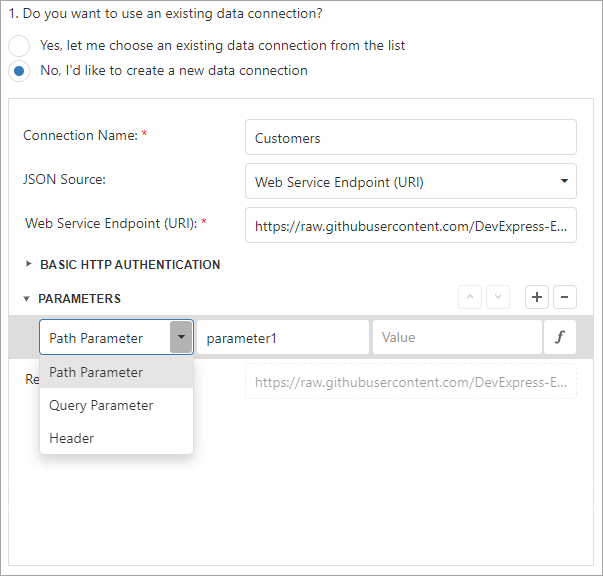 1. Do you want to use an existing data connection?
Yes, let me choose an existing data connection from the list
No, I'd like to create a new data connection
Connection Name: * Customers
JSON Source: Web Service Endpoint (URI)
Web Service Endpoint (URI): * https://raw.githubusercontent.com/DevExpress-E...
BASIC HTTP AUTHENTICATION
PARAMETERS
Path Parameter parameter1 Value f
Path Parameter
Re https://raw.githubusercontent.com/DevExpress-E...
Query Parameter
Header